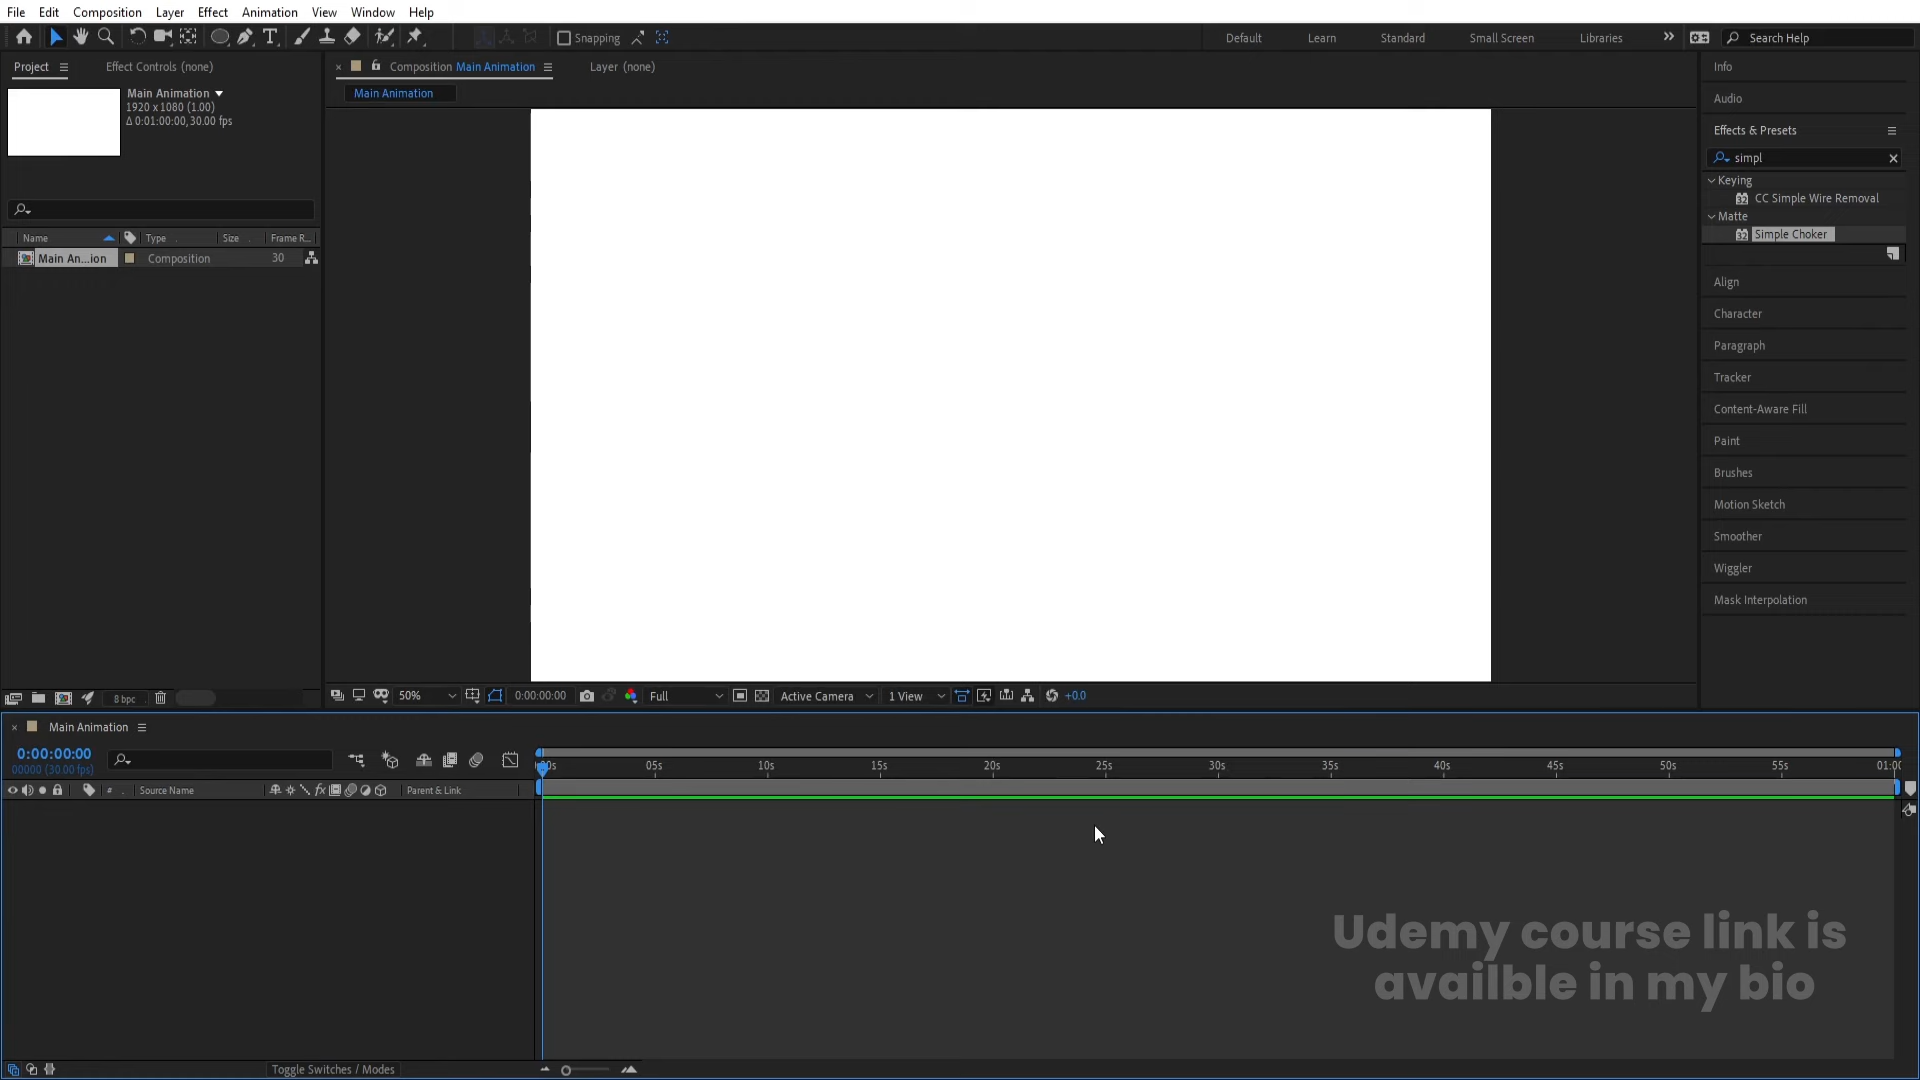 File Edit Composition Layer Effect Animation View Window Help
Snapping Default Learn Standard Small Screen Libraries Search Help
Project Effect Controls (none) Composition Main Animation Layer (none) Info
Main Animation
1920 x 1080 (1.00)
Δ 0:01:00:00, 30.00 fps
Main Animation
Audio
Effects & Presets
simpl
Keying
32 CC Simple Wire Removal
Matte
32 Simple Choker
Name Type Size Frame R...
Main An...ion Composition 30
Align
Character
Paragraph
Tracker
Content-Aware Fill
Paint
Brushes
Motion Sketch
Smoother
Wiggler
Mask Interpolation
8 bpc 50% 0:00:00:00 Full Active Camera 1 View +0.0
Main Animation
0:00:00:00
00000 (30.00 fps)
00s 05s 10s 15s 20s 25s 30s 35s 40s 45s 50s 55s 01:00
# Source Name fx Parent & Link
Udemy course link is
availble in my bio
Toggle Switches / Modes